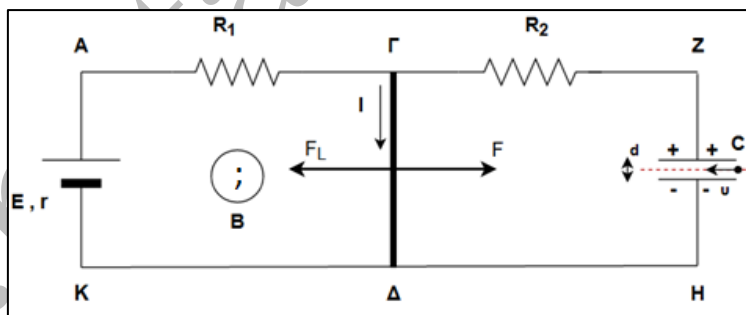 R1 R2
A Γ Z
I
FL F
d + + C
;
- - υ
E , r B
K Δ H